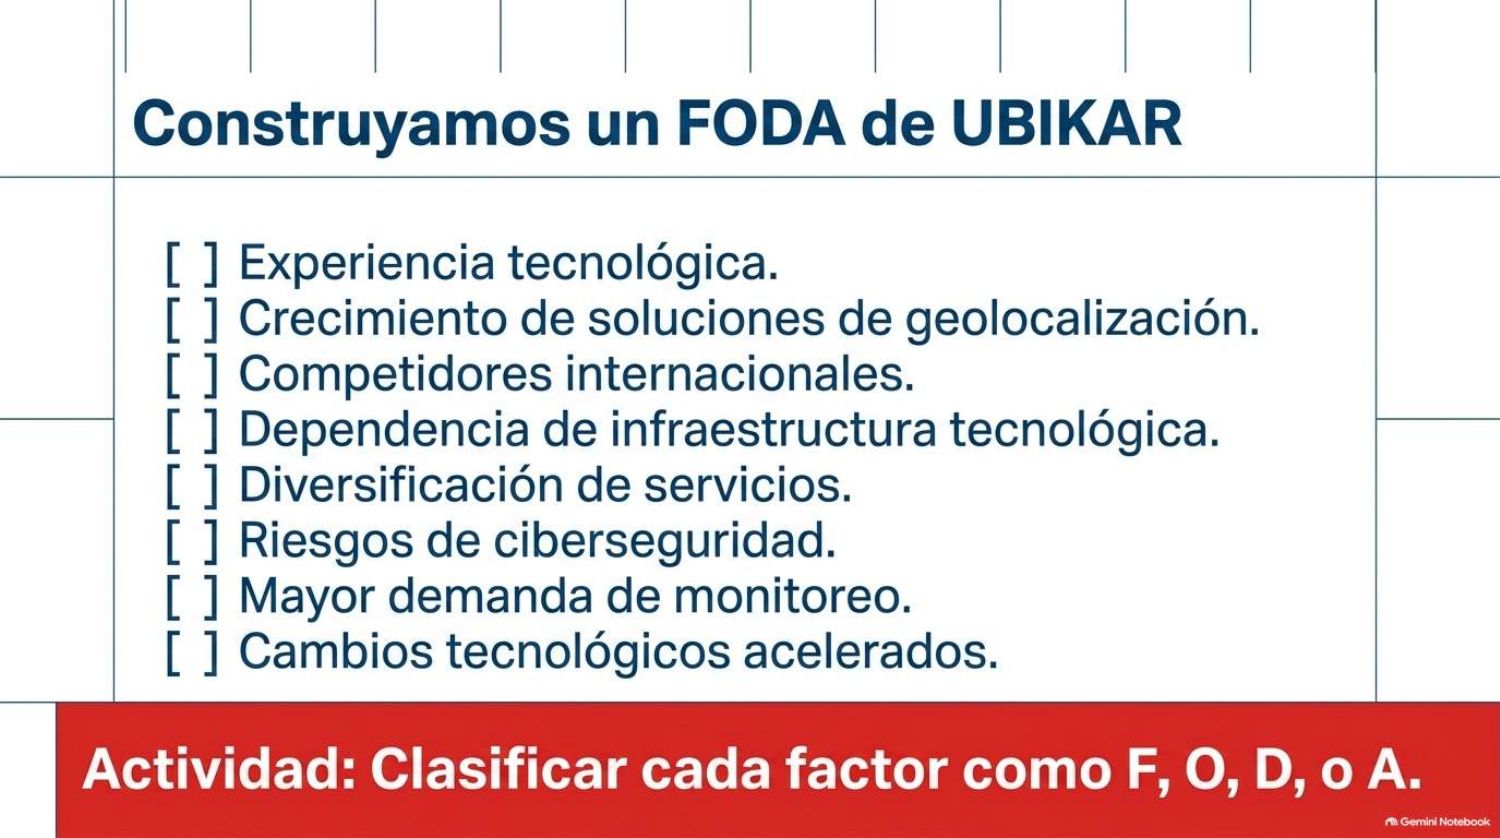 Construyamos un FODA de UBIKAR
[ ] Experiencia tecnológica.
[ ] Crecimiento de soluciones de geolocalización.
[ ] Competidores internacionales.
[ ] Dependencia de infraestructura tecnológica.
[ ] Diversificación de servicios.
[ ] Riesgos de ciberseguridad.
[ ] Mayor demanda de monitoreo.
[ ] Cambios tecnológicos acelerados.
Actividad: Clasificar cada factor como F, O, D, o A.
Gemini Notebook